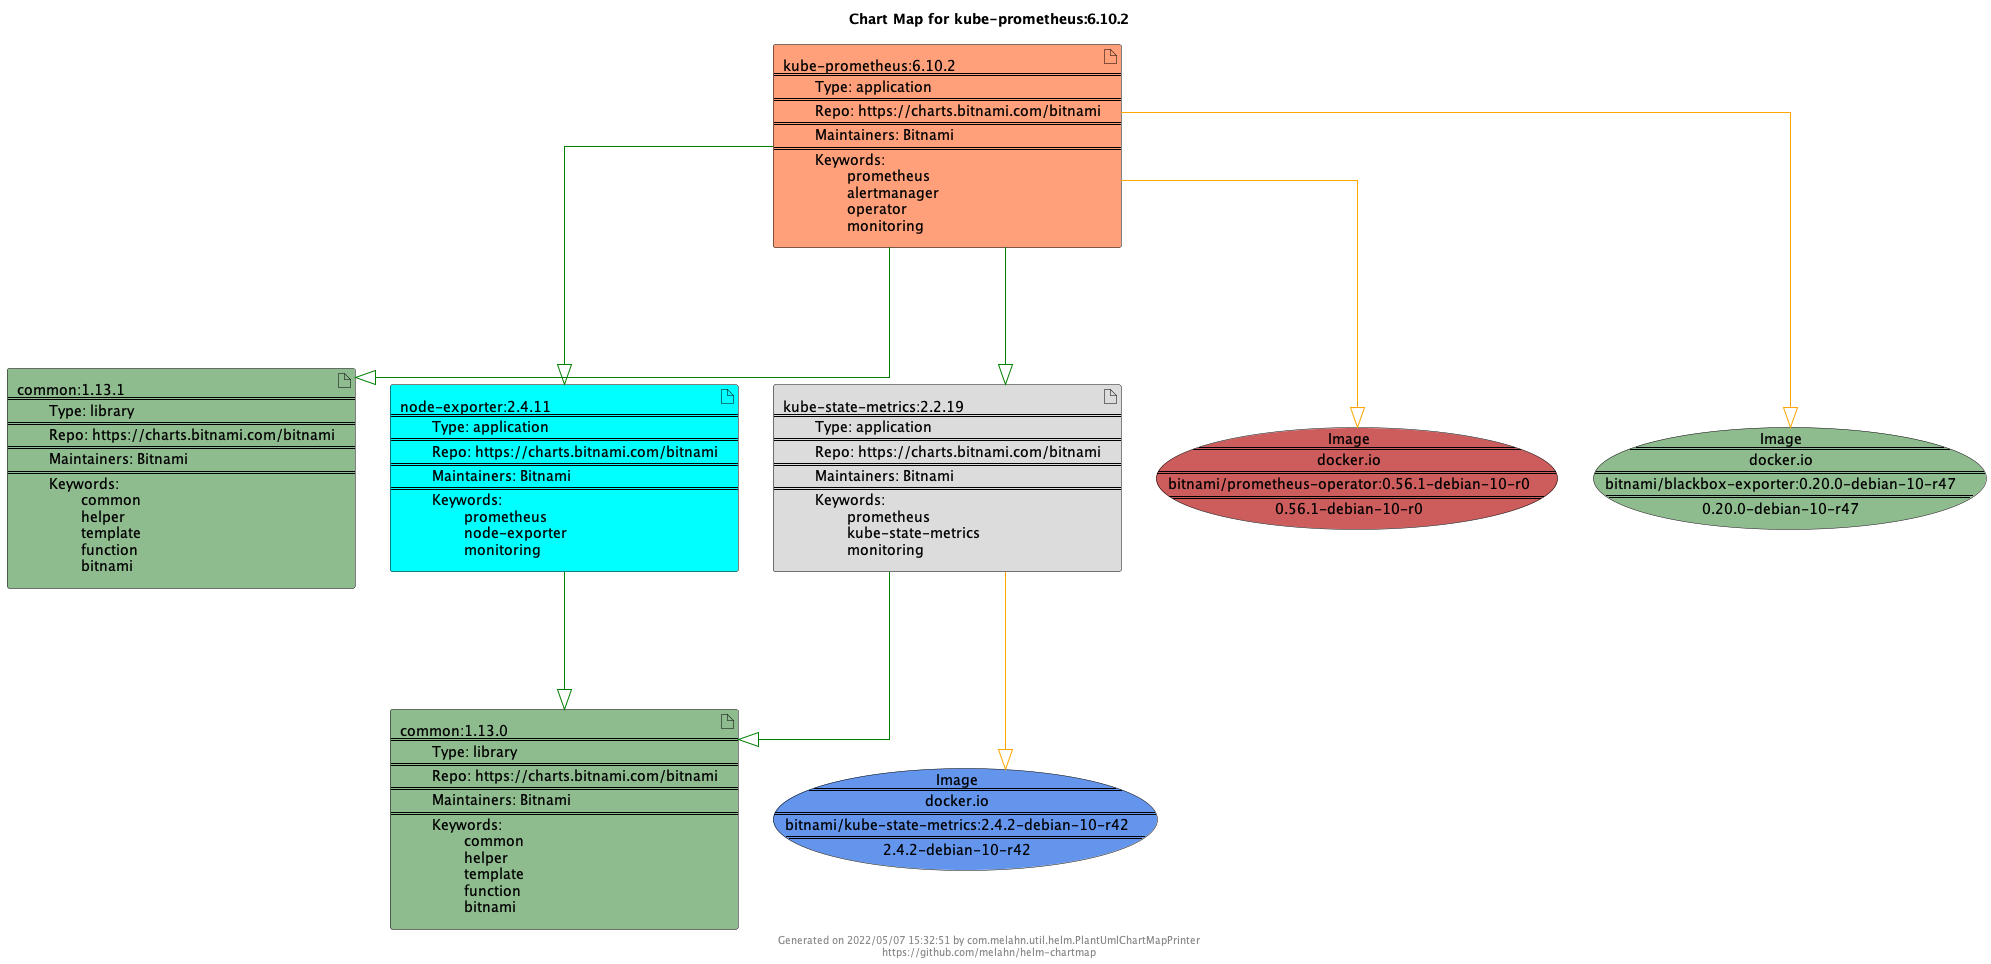 Chart Map for kube-prometheus:6.10.2
kube-prometheus:6.10.2
Type: application
Repo: https://charts.bitnami.com/bitnami
Maintainers: Bitnami
Keywords:
prometheus
alertmanager
operator
monitoring
common:1.13.1
Type: library
Repo: https://charts.bitnami.com/bitnami
Maintainers: Bitnami
Keywords:
common
helper
template
function
bitnami
node-exporter:2.4.11
Type: application
Repo: https://charts.bitnami.com/bitnami
Maintainers: Bitnami
Keywords:
prometheus
node-exporter
monitoring
kube-state-metrics:2.2.19
Type: application
Repo: https://charts.bitnami.com/bitnami
Maintainers: Bitnami
Keywords:
prometheus
kube-state-metrics
monitoring
Image
docker.io
bitnami/prometheus-operator:0.56.1-debian-10-r0
0.56.1-debian-10-r0
Image
docker.io
bitnami/blackbox-exporter:0.20.0-debian-10-r47
0.20.0-debian-10-r47
common:1.13.0
Type: library
Repo: https://charts.bitnami.com/bitnami
Maintainers: Bitnami
Keywords:
common
helper
template
function
bitnami
Image
docker.io
bitnami/kube-state-metrics:2.4.2-debian-10-r42
2.4.2-debian-10-r42
Generated on 2022/05/07 15:32:51 by com.melahn.util.helm.PlantUmlChartMapPrinter
https://github.com/melahn/helm-chartmap